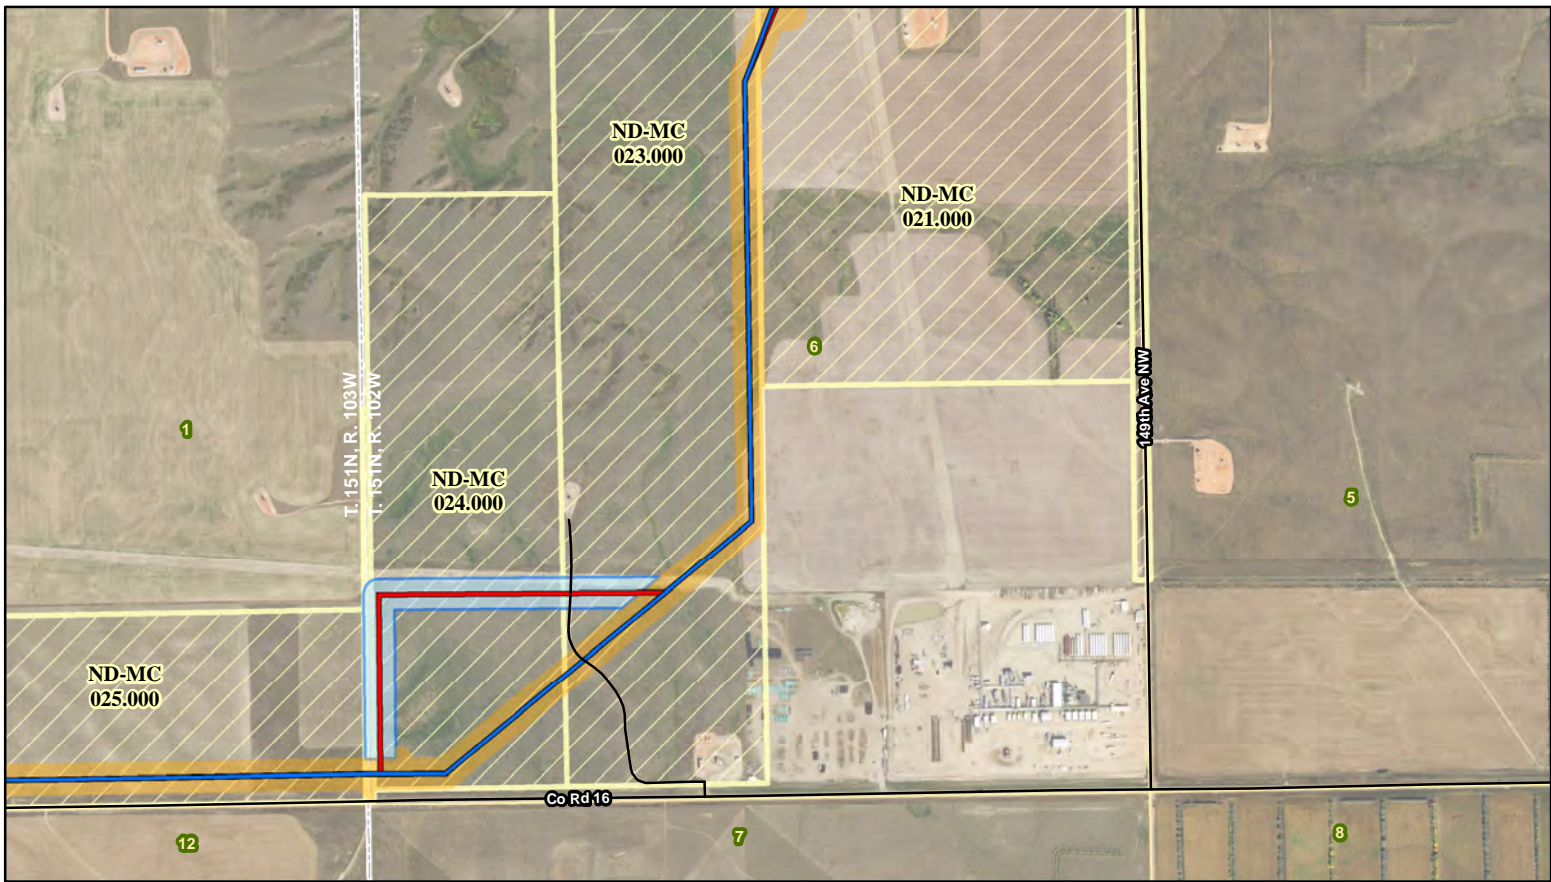 ND-MC
023.000
ND-MC
021.000
6
149th Ave NW
T. 151N, R. 103W
T. 151N, R. 102W
1
ND-MC
024.000
5
ND-MC
025.000
Co Rd 16
12
7
8